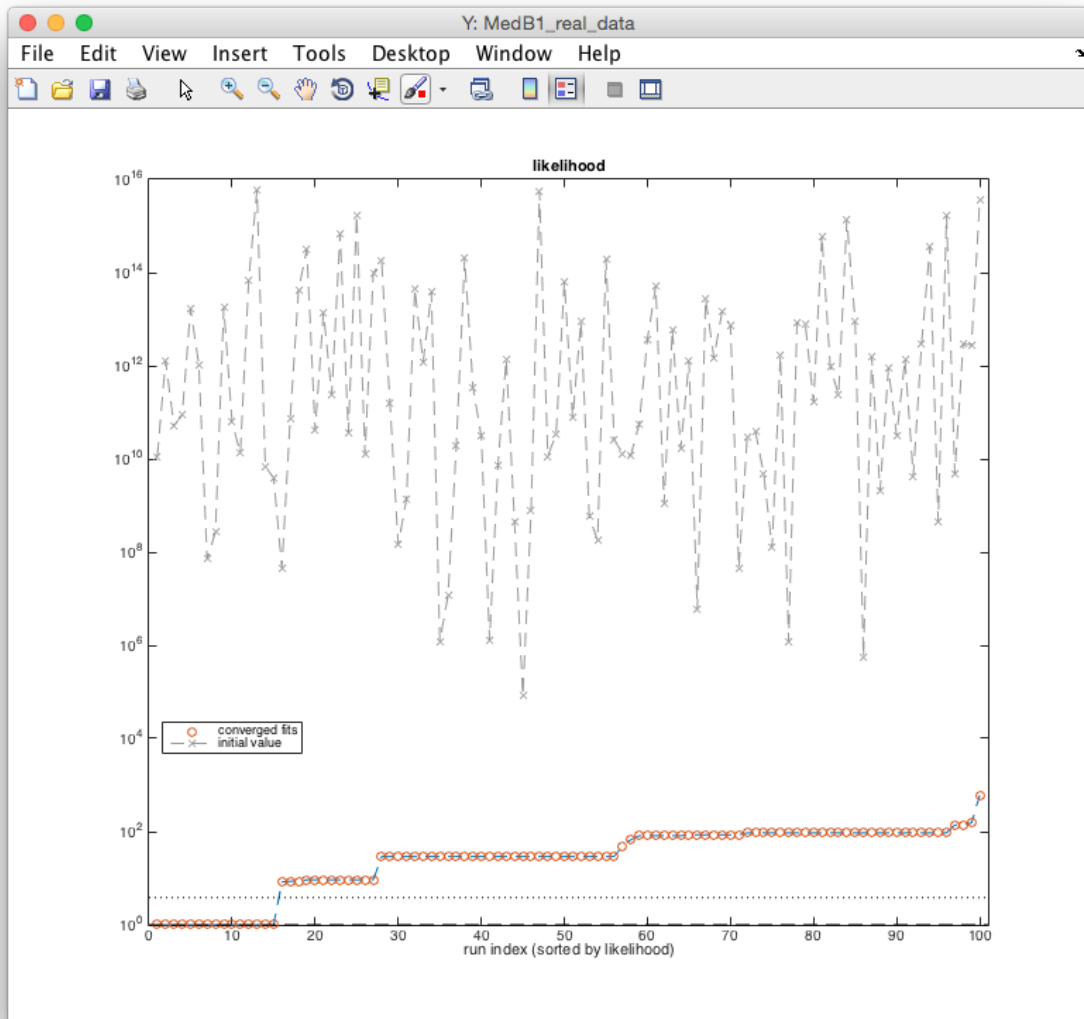 Y: MedB1_real_data
File Edit View Insert Tools Desktop Window Help
likelihood
10^16
10^14
10^12
10^10
10^8
10^6
10^4
10^2
10^0
converged fits
initial value
0 10 20 30 40 50 60 70 80 90 100
run index (sorted by likelihood)